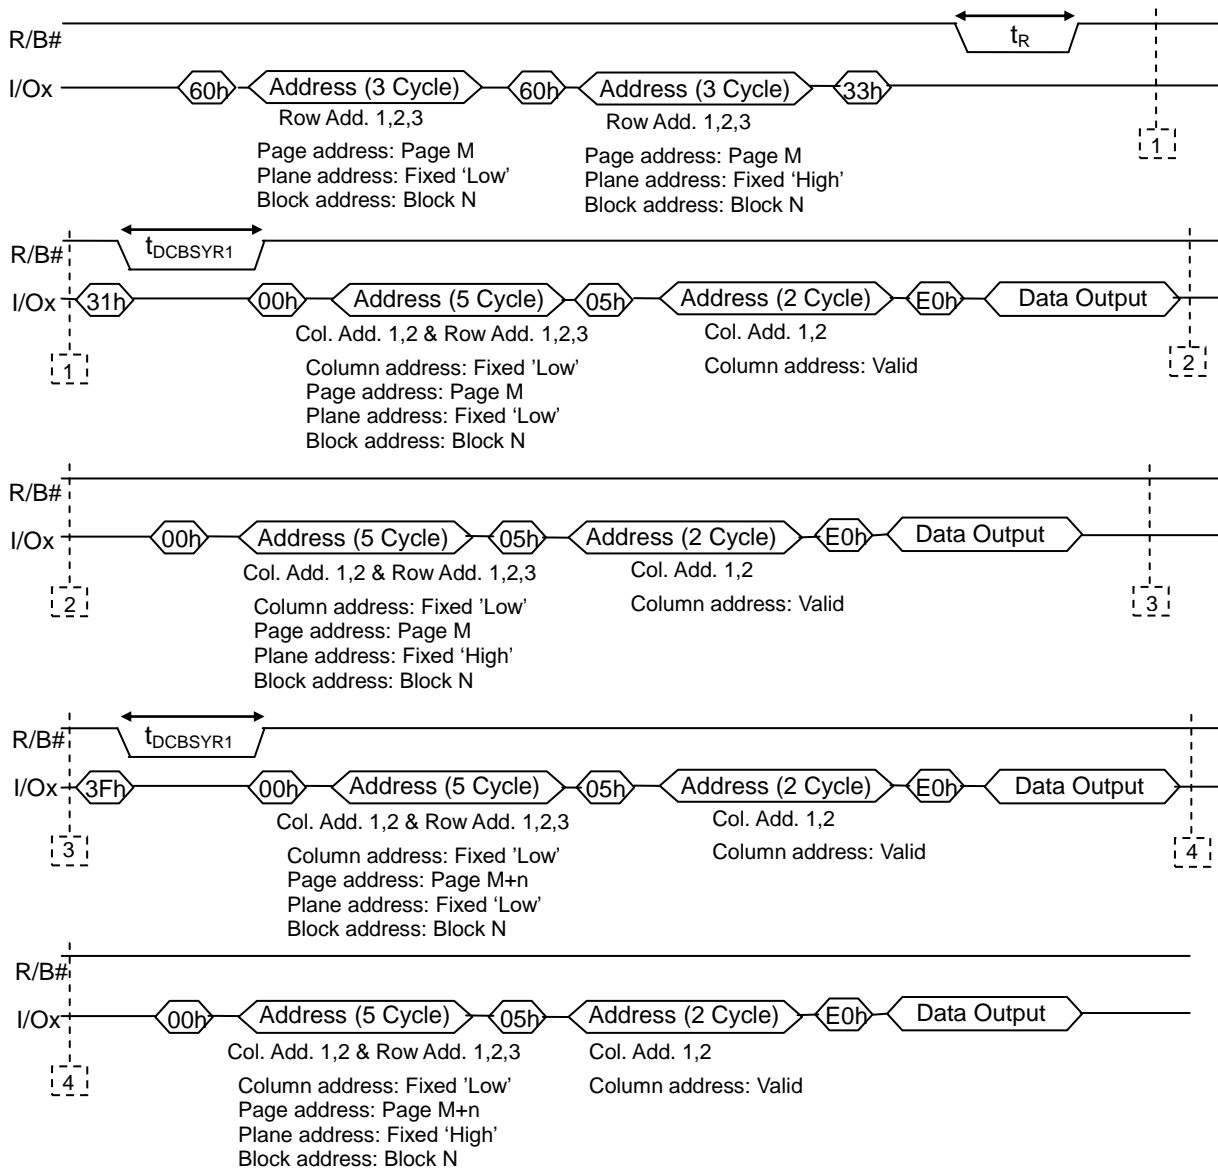 R/B#
tR
I/Ox
60h Address (3 Cycle) 60h Address (3 Cycle) 33h
Row Add. 1,2,3
Page address: Page M
Plane address: Fixed ‘Low’
Block address: Block N
Row Add. 1,2,3
Page address: Page M
Plane address: Fixed ‘High’
Block address: Block N
1
R/B#
tDCBSYR1
I/Ox
31h 00h Address (5 Cycle) 05h Address (2 Cycle) E0h Data Output
Col. Add. 1,2 & Row Add. 1,2,3
Column address: Fixed ’Low’
Page address: Page M
Plane address: Fixed ‘Low’
Block address: Block N
Col. Add. 1,2
Column address: Valid
1
2
R/B#
I/Ox
00h Address (5 Cycle) 05h Address (2 Cycle) E0h Data Output
Col. Add. 1,2 & Row Add. 1,2,3
Column address: Fixed ’Low’
Page address: Page M
Plane address: Fixed ‘High’
Block address: Block N
Col. Add. 1,2
Column address: Valid
2
3
R/B#
tDCBSYR1
I/Ox
3Fh 00h Address (5 Cycle) 05h Address (2 Cycle) E0h Data Output
Col. Add. 1,2 & Row Add. 1,2,3
Column address: Fixed ’Low’
Page address: Page M+n
Plane address: Fixed ‘Low’
Block address: Block N
Col. Add. 1,2
Column address: Valid
3
4
R/B#
I/Ox
00h Address (5 Cycle) 05h Address (2 Cycle) E0h Data Output
Col. Add. 1,2 & Row Add. 1,2,3
Column address: Fixed ’Low’
Page address: Page M+n
Plane address: Fixed ‘High’
Block address: Block N
Col. Add. 1,2
Column address: Valid
4